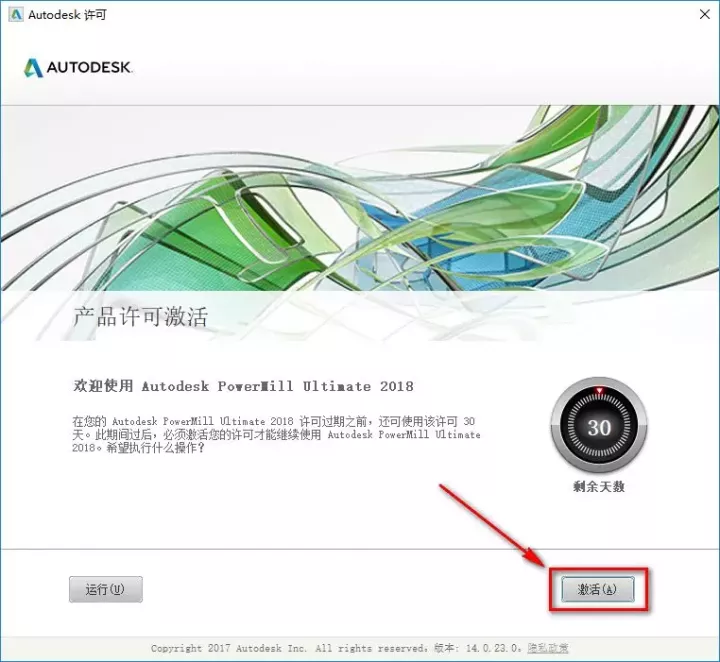 Autodesk 许可
AUTODESK
产品许可激活
欢迎使用 Autodesk PowerMill Ultimate 2018
在您的 Autodesk PowerMill Ultimate 2018 许可过期之前，还可使用该许可 30
天。此期间过后，必须激活您的许可才能继续使用 Autodesk PowerMill Ultimate
2018。希望执行什么操作？
30
剩余天数
运行(U)
激活(A)
Copyright 2017 Autodesk Inc. All rights reserved。版本: 14.0.23.0。隐私政策